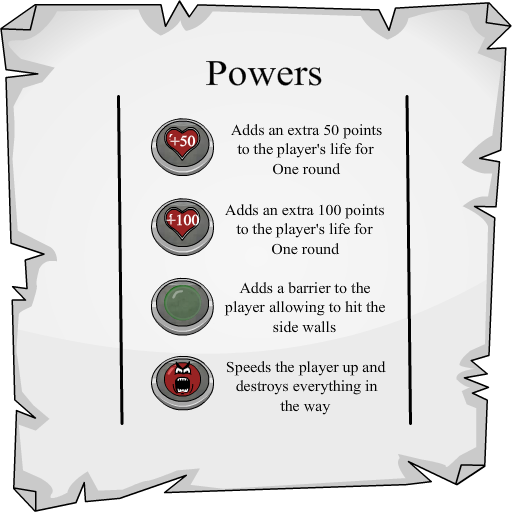 Powers
+50
Adds an extra 50 points
to the player's life for
One round
+100
Adds an extra 100 points
to the player's life for
One round
Adds a barrier to the
player allowing to hit the
side walls
Speeds the player up and
destroys everything in
the way